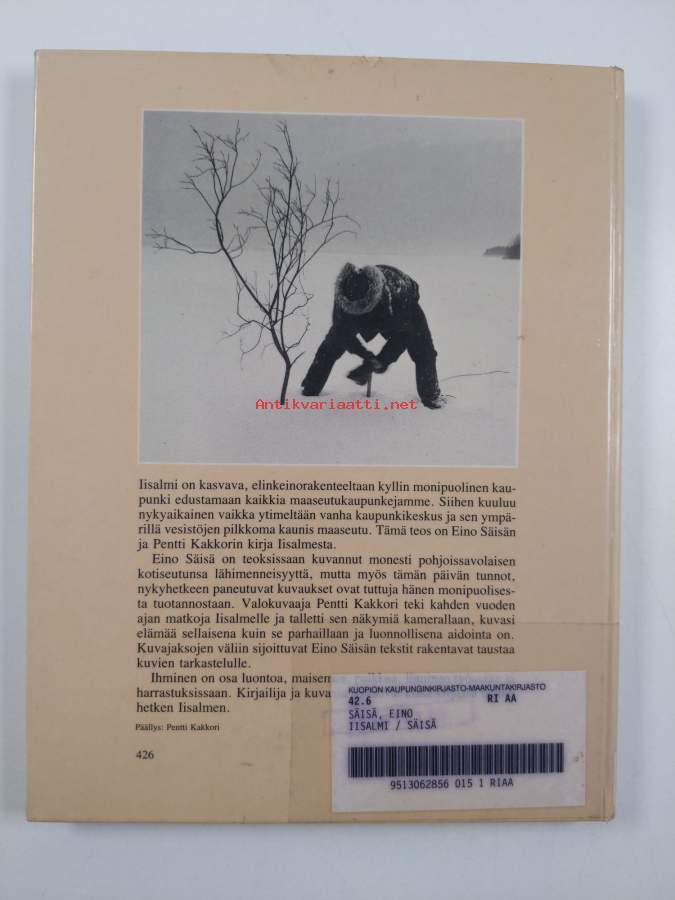 Antikvariaatti.net
Iisalmi on kasvava, elinkeinorakenteeltaan kyllin monipuolinen kau-
punki edustamaan kaikkia maaseutukaupunkejamme. Siihen kuuluu
nykyaikainen vaikka ytimeltään vanha kaupunkikeskus ja sen ympä-
rillä vesistöjen pilkkoma kaunis maaseutu. Tämä teos on Eino Säisän
ja Pentti Kakkorin kirja Iisalmesta.
Eino Säisä on teoksissaan kuvannut monesti pohjoissavolaisen
kotiseutunsa lähimenneisyyttä, mutta myös tämän päivän tunnot,
nykyhetkeen paneutuvat kuvaukset ovat tuttuja hänen monipuolises-
ta tuotannostaan. Valokuvaaja Pentti Kakkori teki kahden vuoden
ajan matkoja Iisalmelle ja talletti sen näkymiä kamerallaan, kuvasi
elämää sellaisena kuin se parhaillaan ja luonnollisena aidointa on.
Kuvajaksojen väliin sijoittuvat Eino Säisän tekstit rakentavat taustaa
kuvien tarkastelulle.
Ihminen on osa luontoa,
harrastuksissaan. Kirjailija ja
hetken Iisalmen.
Päällys: Pentti Kakkori
426
KUOPION KAUPUNGINKIRJASTO-MAAKUNTAKIRJASTO
42.6 RI AA
SÄISÄ, EINO
IISALMI / SÄISÄ
9513062856 015 1 RIAA